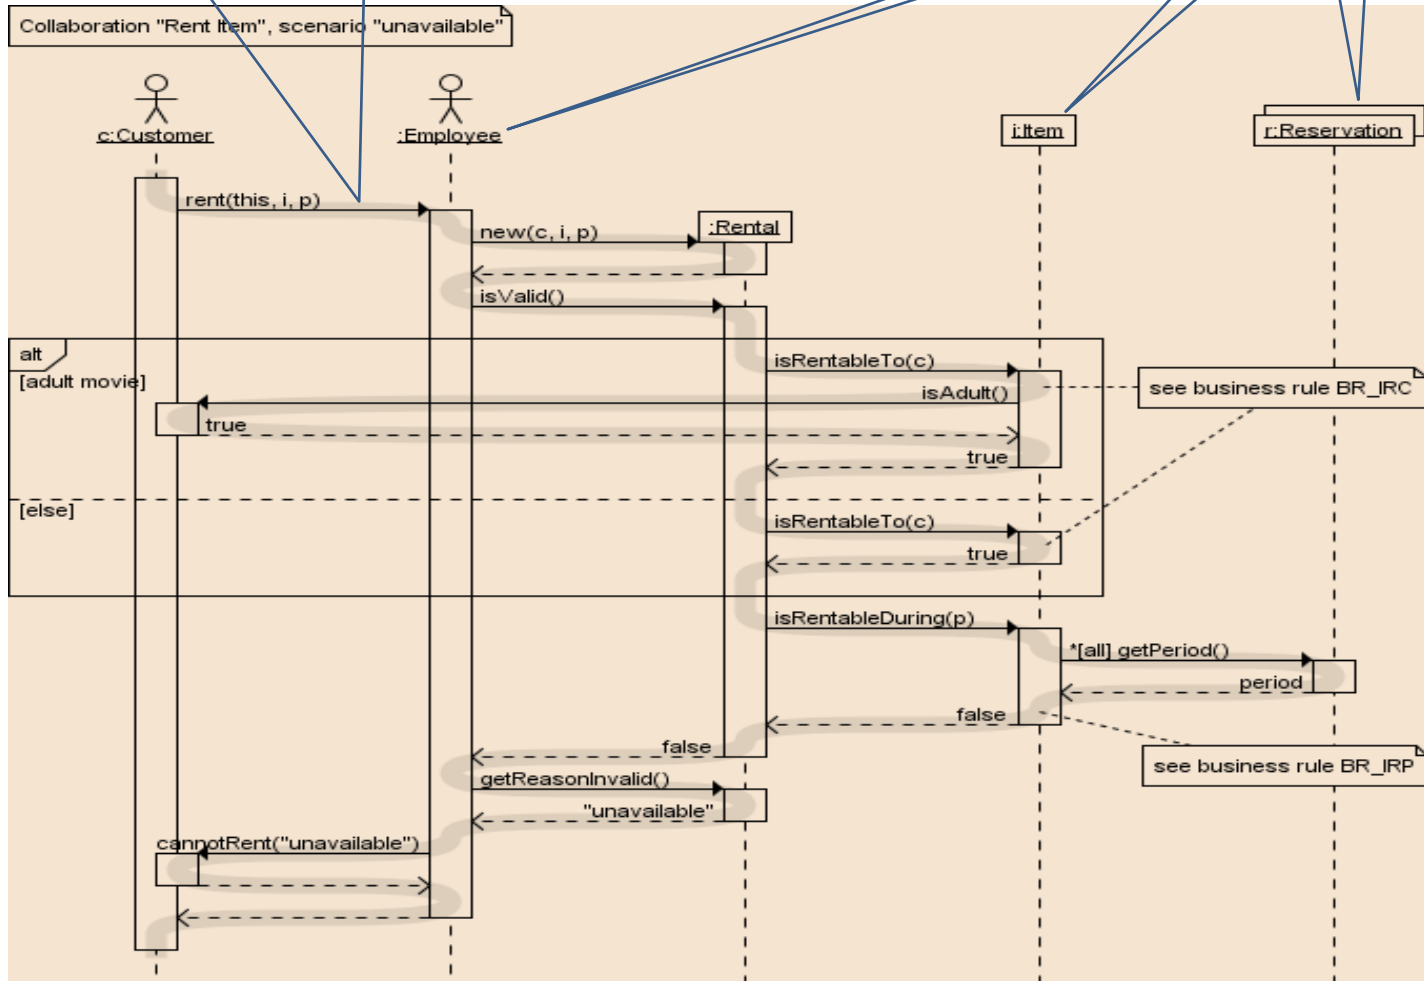 Collaboration "Rent Item", scenario "unavailable"
c:Customer
:Employee
i:Item
r:Reservation
rent(this, i, p)
new(c, i, p)
:Rental
isValid()
alt
[adult movie]
isRentableTo(c)
see business rule BR_IRC
isAdult()
true
true
[else]
isRentableTo(c)
true
isRentableDuring(p)
*[all] getPeriod()
period
false
false
see business rule BR_IRP
getReasonInvalid()
"unavailable"
cannotRent("unavailable")